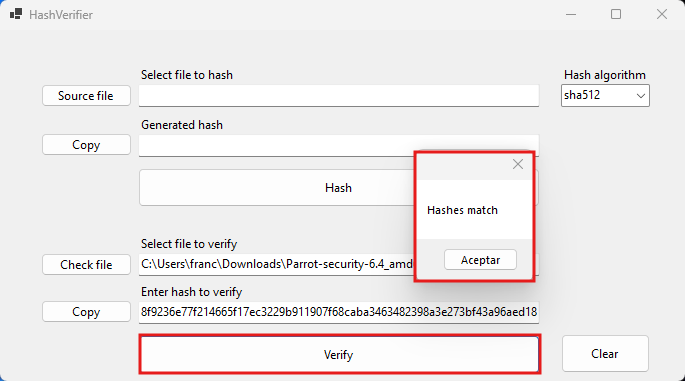 HashVerifier
Select file to hash
Hash algorithm
Source file
sha512
Generated hash
Copy
Hash
Hashes match
Aceptar
Select file to verify
Check file
C:\Users\franc\Downloads\Parrot-security-6.4_amd
Enter hash to verify
Copy
8f9236e77f214665f17ec3229b911907f68caba3463482398a3e273bf43a96aed18
Verify
Clear